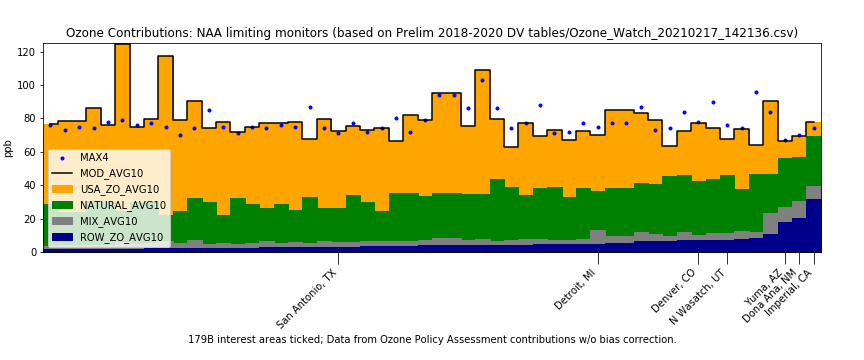 Ozone Contributions: NAA limiting monitors (based on Prelim 2018-2020 DV tables/Ozone_Watch_20210217_142136.csv)
120
100
80
60
40
20
0
ppb
MAX4
MOD_AVG10
USA_ZO_AVG10
NATURAL_AVG10
MIX_AVG10
ROW_ZO_AVG10
San Antonio, TX
Detroit, MI
Denver, CO
N Wasatch, UT
Yuma, AZ
Dona Ana, NM
Imperial, CA
179B interest areas ticked; Data from Ozone Policy Assessment contributions w/o bias correction.